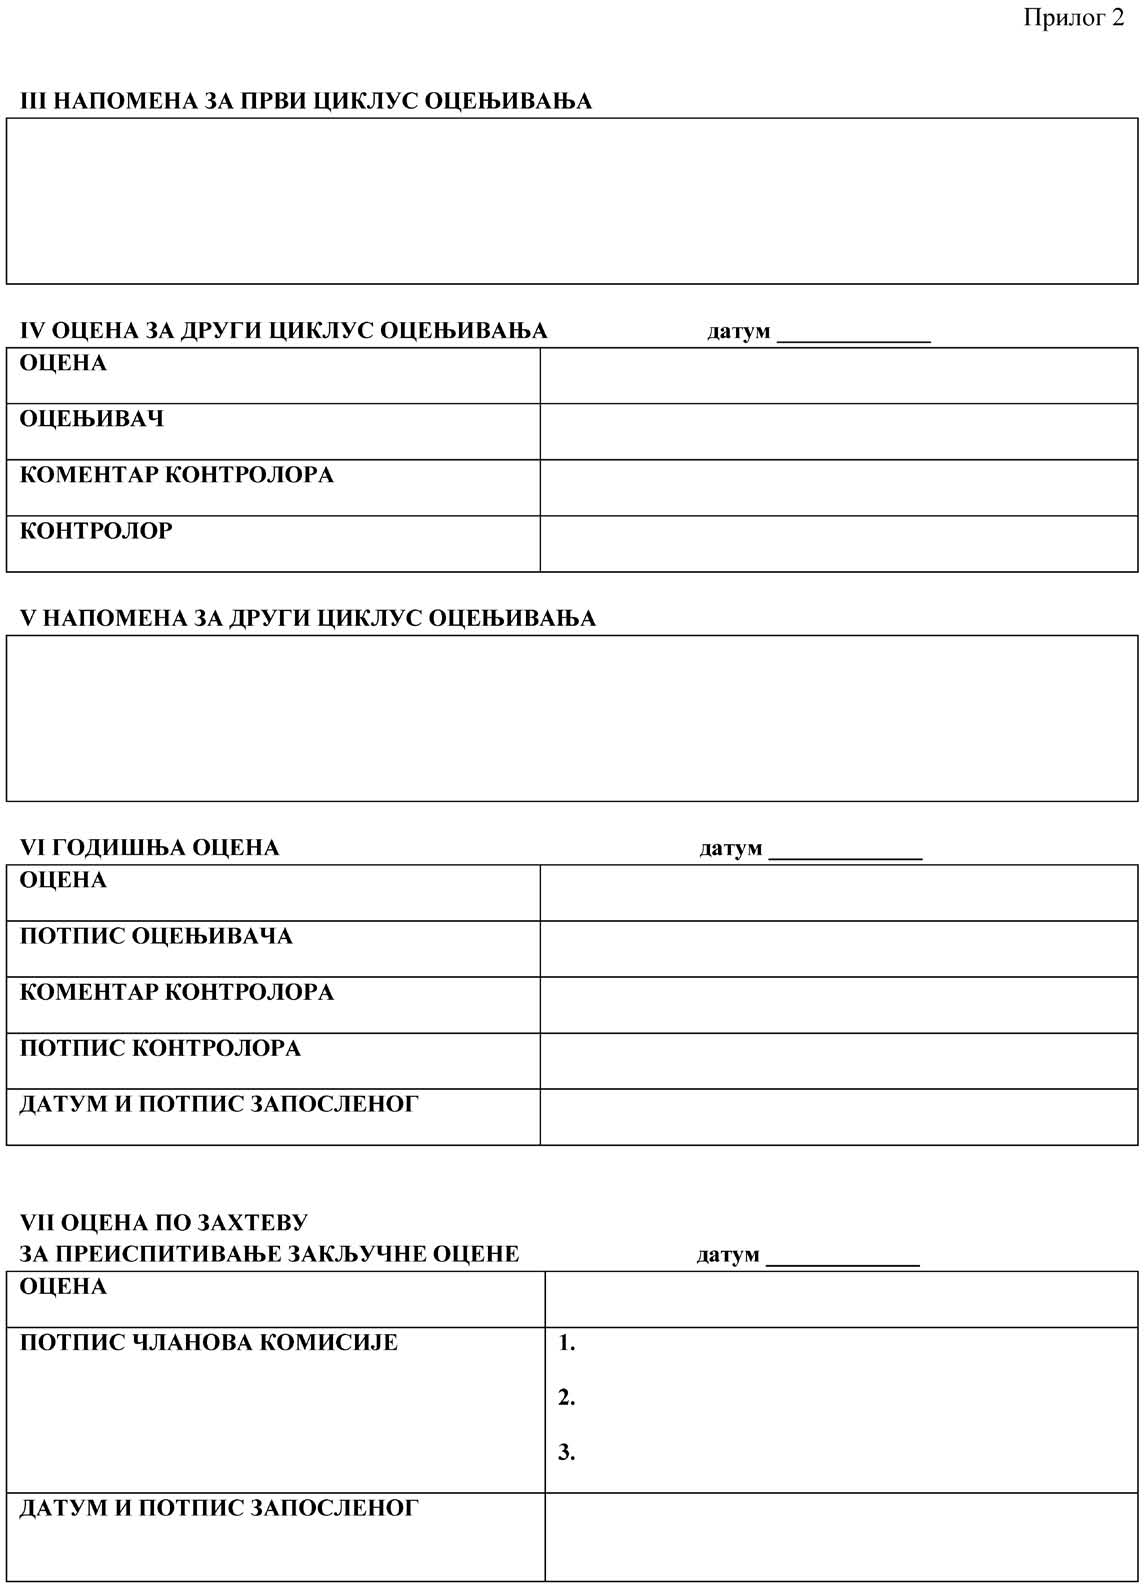 Прилог 2
III НАПОМЕНА ЗА ПРВИ ЦИКЛУС ОЦЕЊИВАЊА
IV ОЦЕНА ЗА ДРУГИ ЦИКЛУС ОЦЕЊИВАЊА датум _____________
ОЦЕНА
ОЦЕЊИВАЧ
КОМЕНТАР КОНТРОЛОРА
КОНТРОЛОР
V НАПОМЕНА ЗА ДРУГИ ЦИКЛУС ОЦЕЊИВАЊА
VI ГОДИШЊА ОЦЕНА датум _____________
ОЦЕНА
ПОТПИС ОЦЕЊИВАЧА
КОМЕНТАР КОНТРОЛОРА
ПОТПИС КОНТРОЛОРА
ДАТУМ И ПОТПИС ЗАПОСЛЕНОГ
VII ОЦЕНА ПО ЗАХТЕВУ
ЗА ПРЕИСПИТИВАЊЕ ЗАКЉУЧНЕ ОЦЕНЕ датум _____________
ОЦЕНА
ПОТПИС ЧЛАНОВА КОМИСИЈЕ 1.
2.
3.
ДАТУМ И ПОТПИС ЗАПОСЛЕНОГ